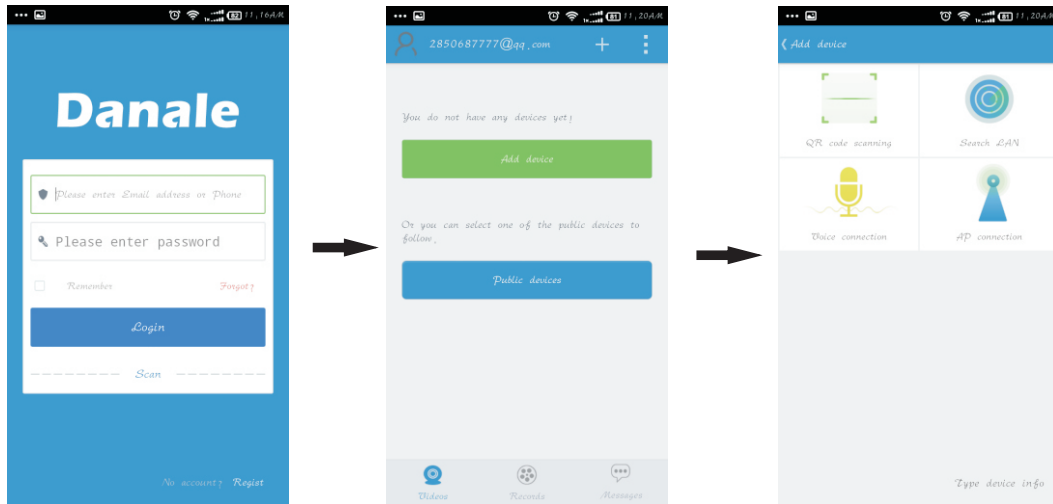 82 11,16AM
Danale
Please enter Email address or Phone
Please enter password
Remember Forgot?
Login
Scan
No account? Regist
81 11,20AM
2850687777@qq,com
You do not have any devices yet!
Add device
Or you can select one of the public devices to
follow,
Public devices
Videos Records Messages
81 11,20AM
Add device
QR code scanning Search LAN
Voice connection AP connection
Type device info